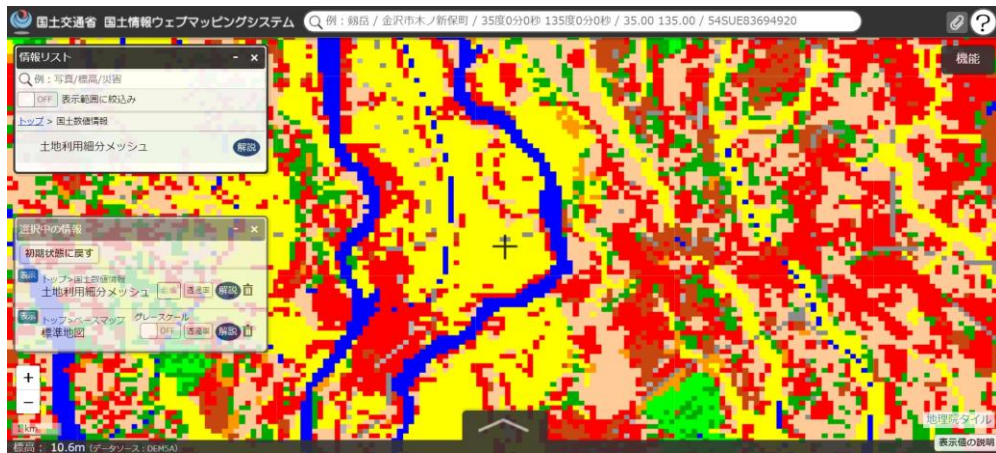 国土交通省 国土情報ウェブマッピングシステム
例：剱岳 / 金沢市木ノ新保町 / 35度0分0秒 135度0分0秒 / 35.00 135.00 / 54SUE83694920
?
機能
情報リスト - ×
例：写真/標高/災害
OFF 表示範囲に絞込み
トップ > 国土数値情報
土地利用細分メッシュ 解説
選択中の情報 - ×
初期状態に戻す
表示 トップ>国土数値情報
土地利用細分メッシュ 透過率 解説
表示 トップ>ベースマップ グレースケール
標準地図 OFF 透過率 解説
+
−
1 km
地理院タイル
標高： 10.6m (データソース：DEM5A)
表示値の説明